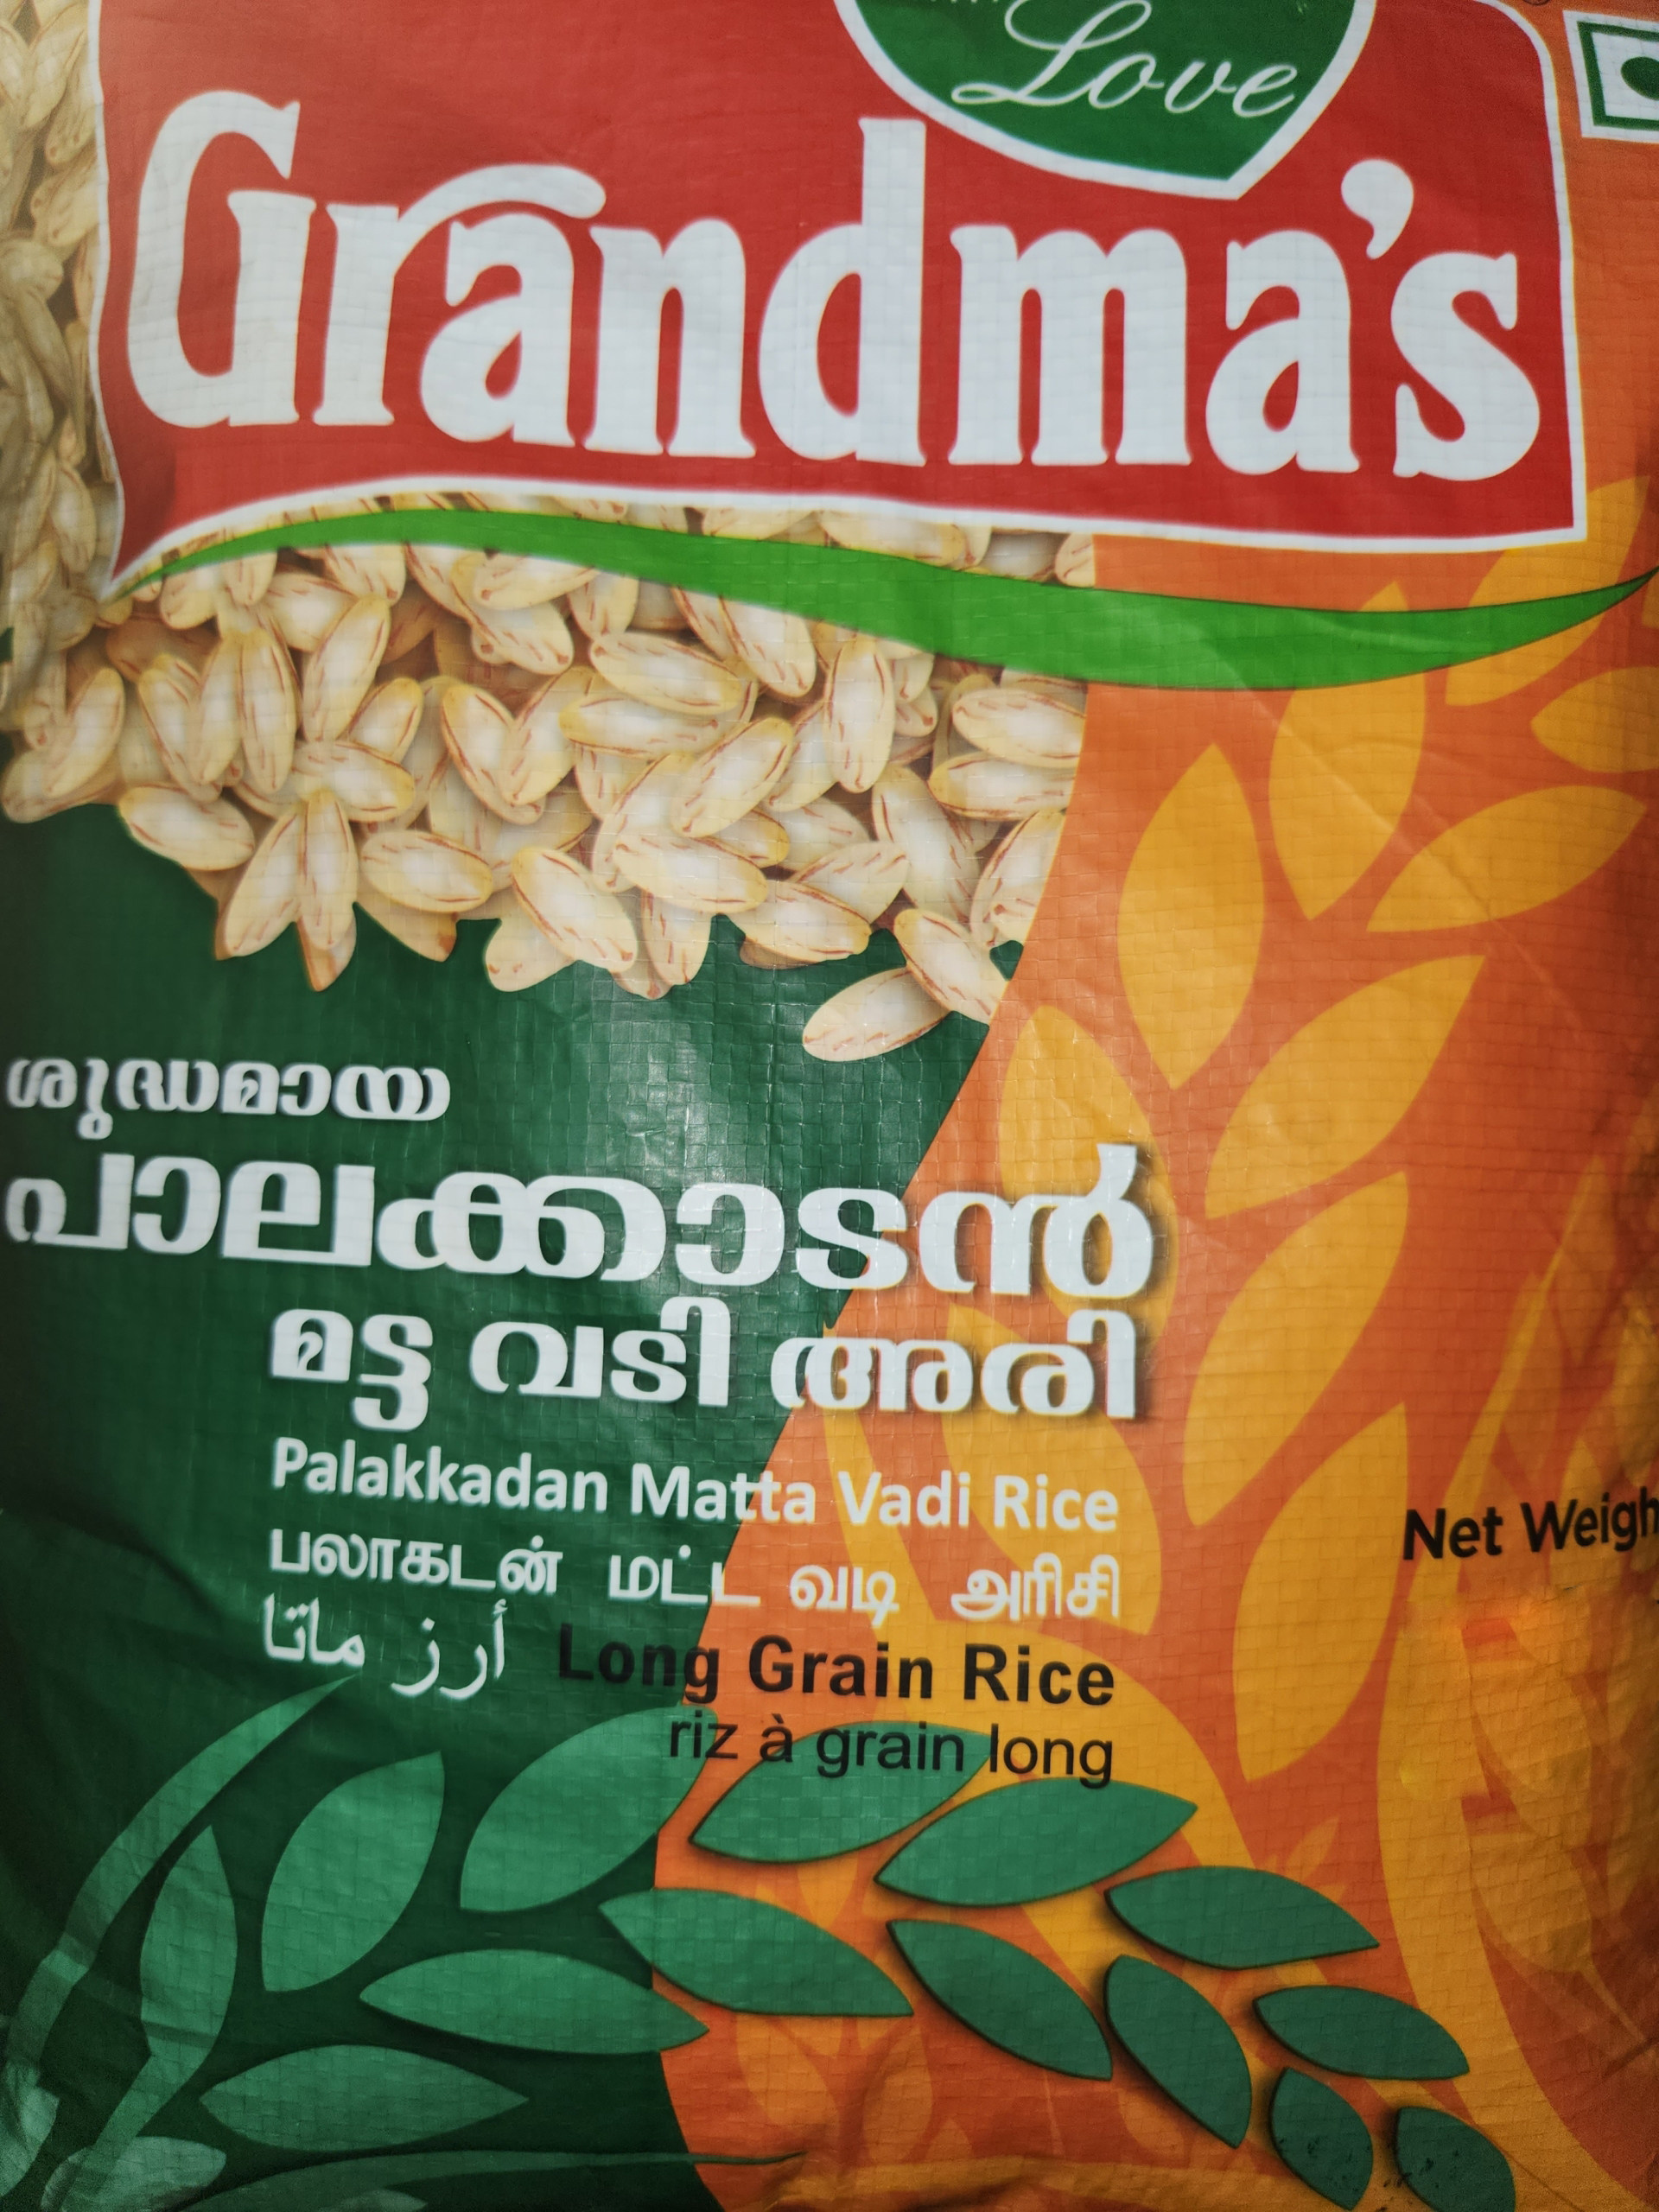 Love
Grandma's
ശുദ്ധമായ
പാലക്കാടൻ
മട്ട വടി അരി
Palakkadan Matta Vadi Rice
பலாகடன் மட்ட வடி அரிசி
أرز ماتا Long Grain Rice
riz à grain long
Net Weigh